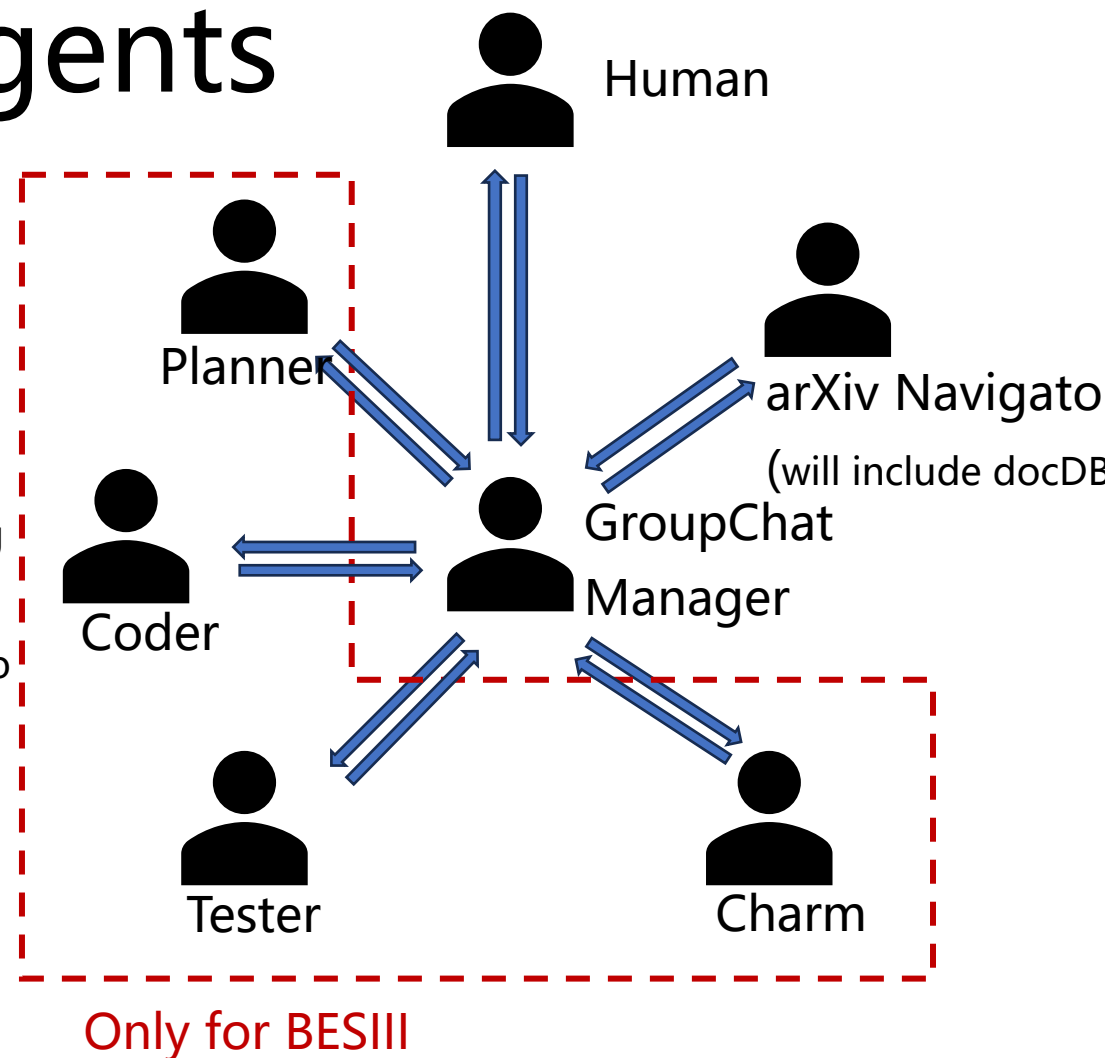 gents
Human
Planner
arXiv Navigato
(will include docDB
GroupChat
Manager
g
Coder
Tester
Charm
Only for BESIII